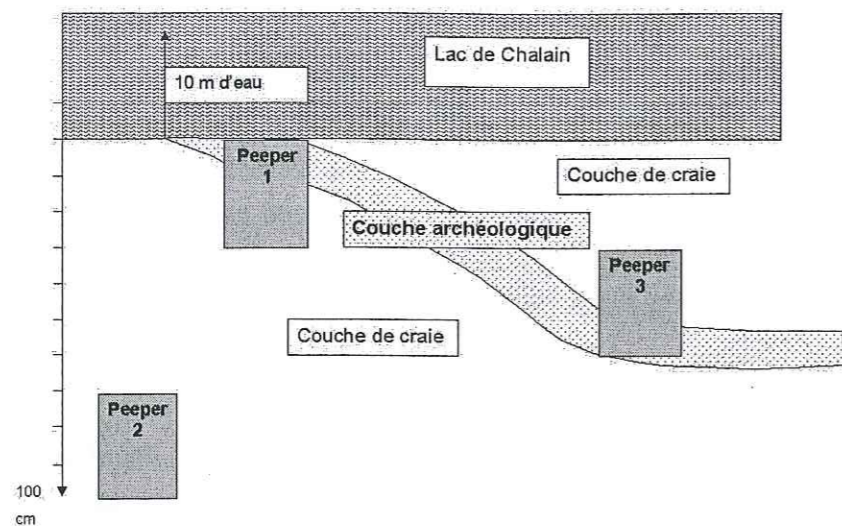 Lac de Chalain
10 m d'eau
Peeper
1
Couche de craie
Couche archéologique
Peeper
3
Couche de craie
Peeper
2
100
cm